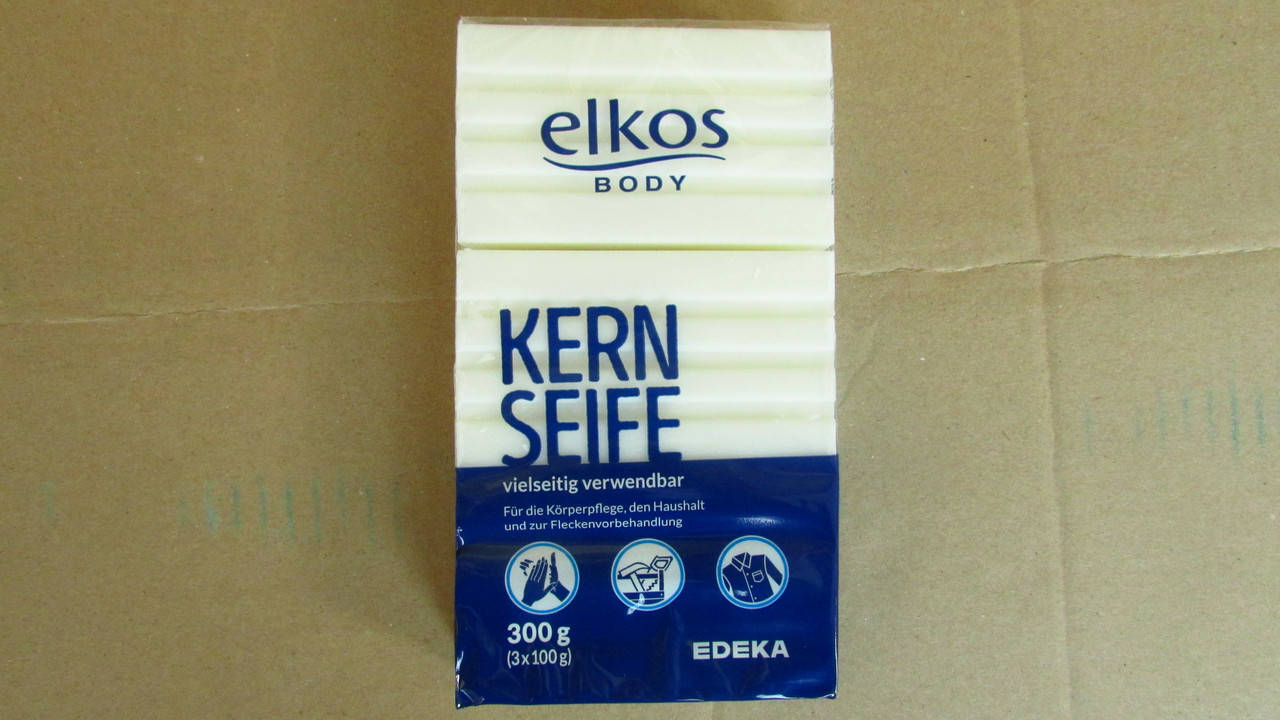 elkos
BODY
KERN
SEIFE
vielseitig verwendbar
Für die Körperpflege, den Haushalt
und zur Fleckenvorbehandlung
300 g
(3 x 100 g)
EDEKA